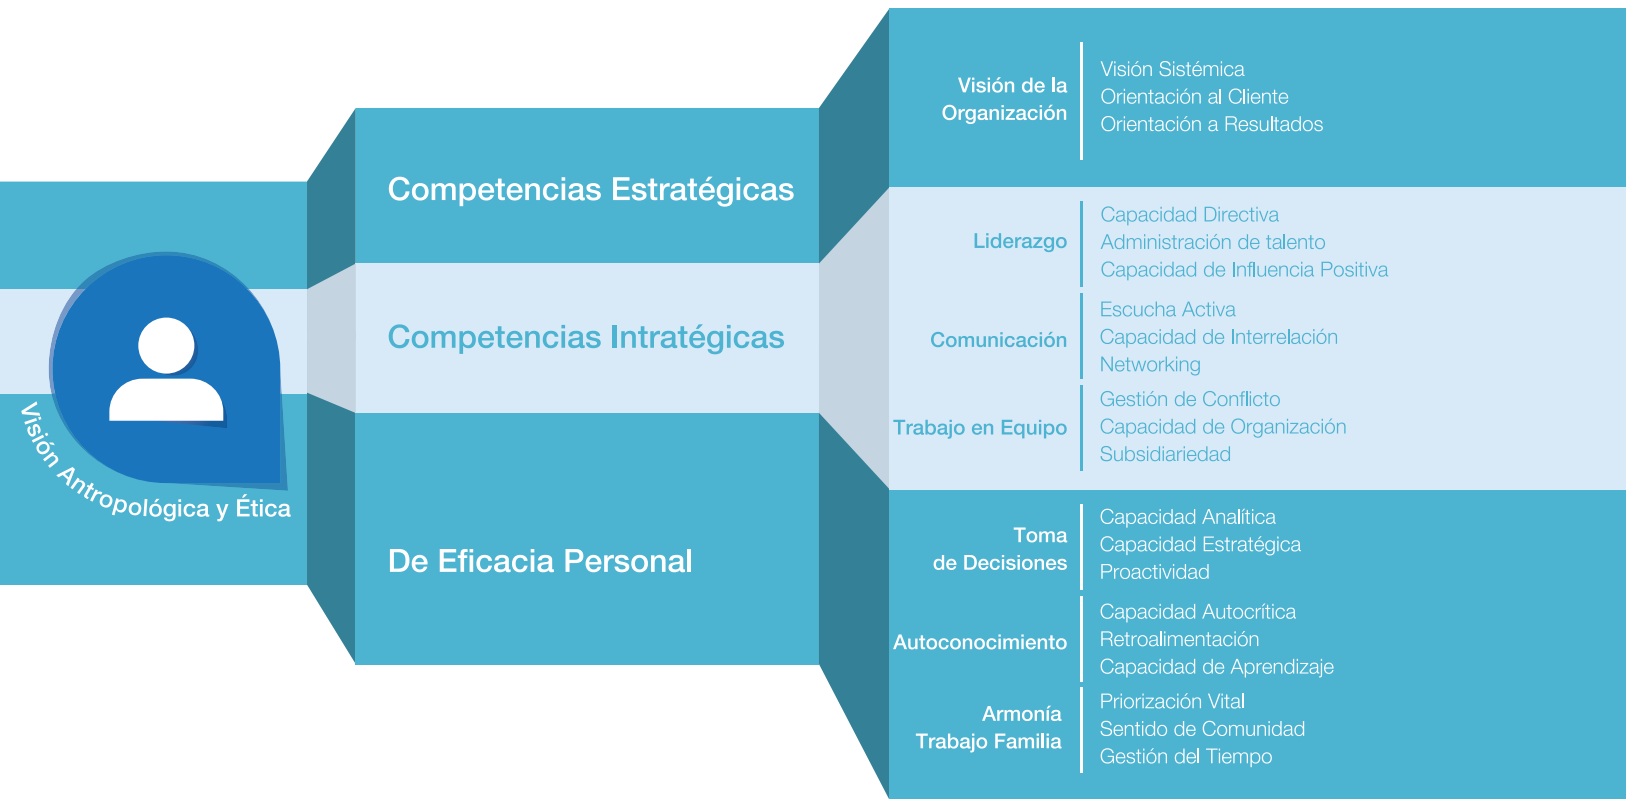 Visión Antropológica y Ética
Competencias Estratégicas
Competencias Intratégicas
De Eficacia Personal
Visión de la
Organización
Visión Sistémica
Orientación al Cliente
Orientación a Resultados
Liderazgo
Capacidad Directiva
Administración de talento
Capacidad de Influencia Positiva
Comunicación
Escucha Activa
Capacidad de Interrelación
Networking
Trabajo en Equipo
Gestión de Conflicto
Capacidad de Organización
Subsidiariedad
Toma
de Decisiones
Capacidad Analítica
Capacidad Estratégica
Proactividad
Autoconocimiento
Capacidad Autocrítica
Retroalimentación
Capacidad de Aprendizaje
Armonía
Trabajo Familia
Priorización Vital
Sentido de Comunidad
Gestión del Tiempo